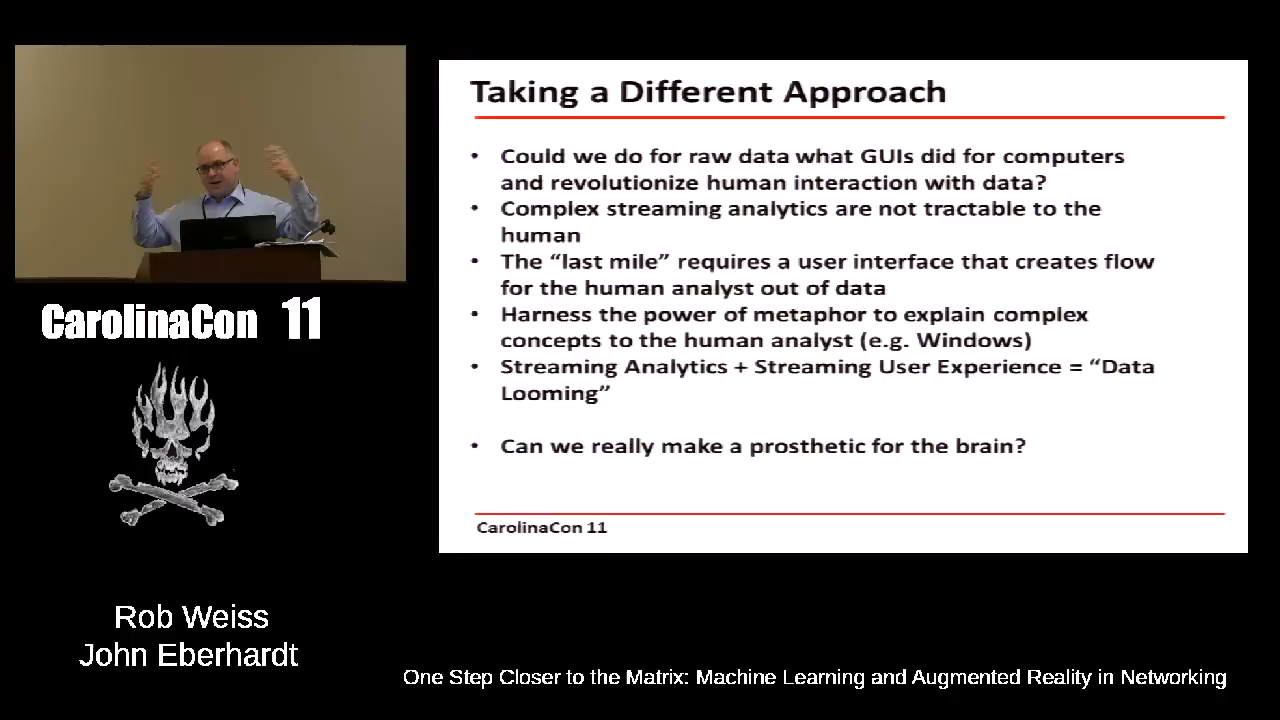 Taking a Different Approach
• Could we do for raw data what GUIs did for computers
and revolutionize human interaction with data?
• Complex streaming analytics are not tractable to the
human
• The “last mile” requires a user interface that creates flow
for the human analyst out of data
• Harness the power of metaphor to explain complex
concepts to the human analyst (e.g. Windows)
• Streaming Analytics + Streaming User Experience = “Data
Looming”
• Can we really make a prosthetic for the brain?
CarolinaCon 11
CarolinaCon 11
Rob Weiss
John Eberhardt
One Step Closer to the Matrix: Machine Learning and Augmented Reality in Networking